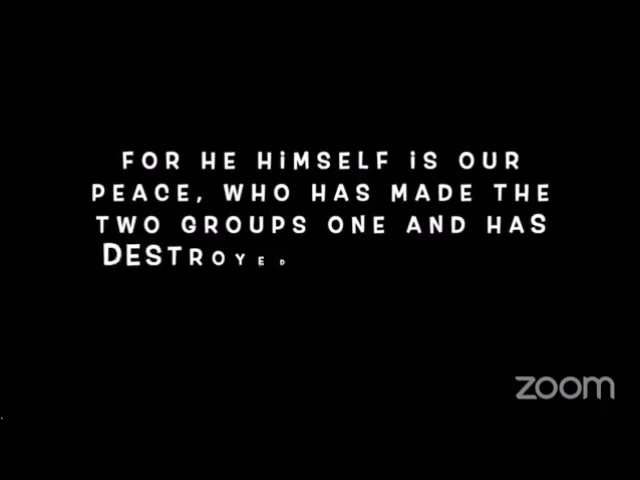 FOR HE HiMSELF iS OUR
PEACE, WHO HAS MADE THE
TWO GROUPS ONE AND HAS
DESTROYED
zoom